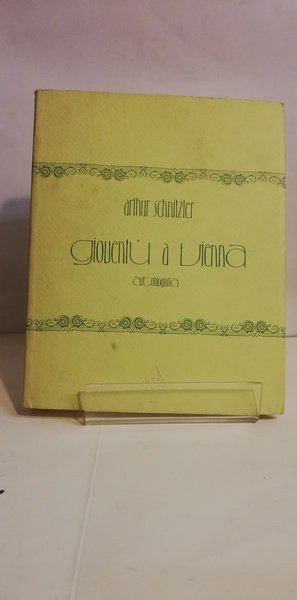 arthur schnitzler
gioventù a vienna
autobiografia